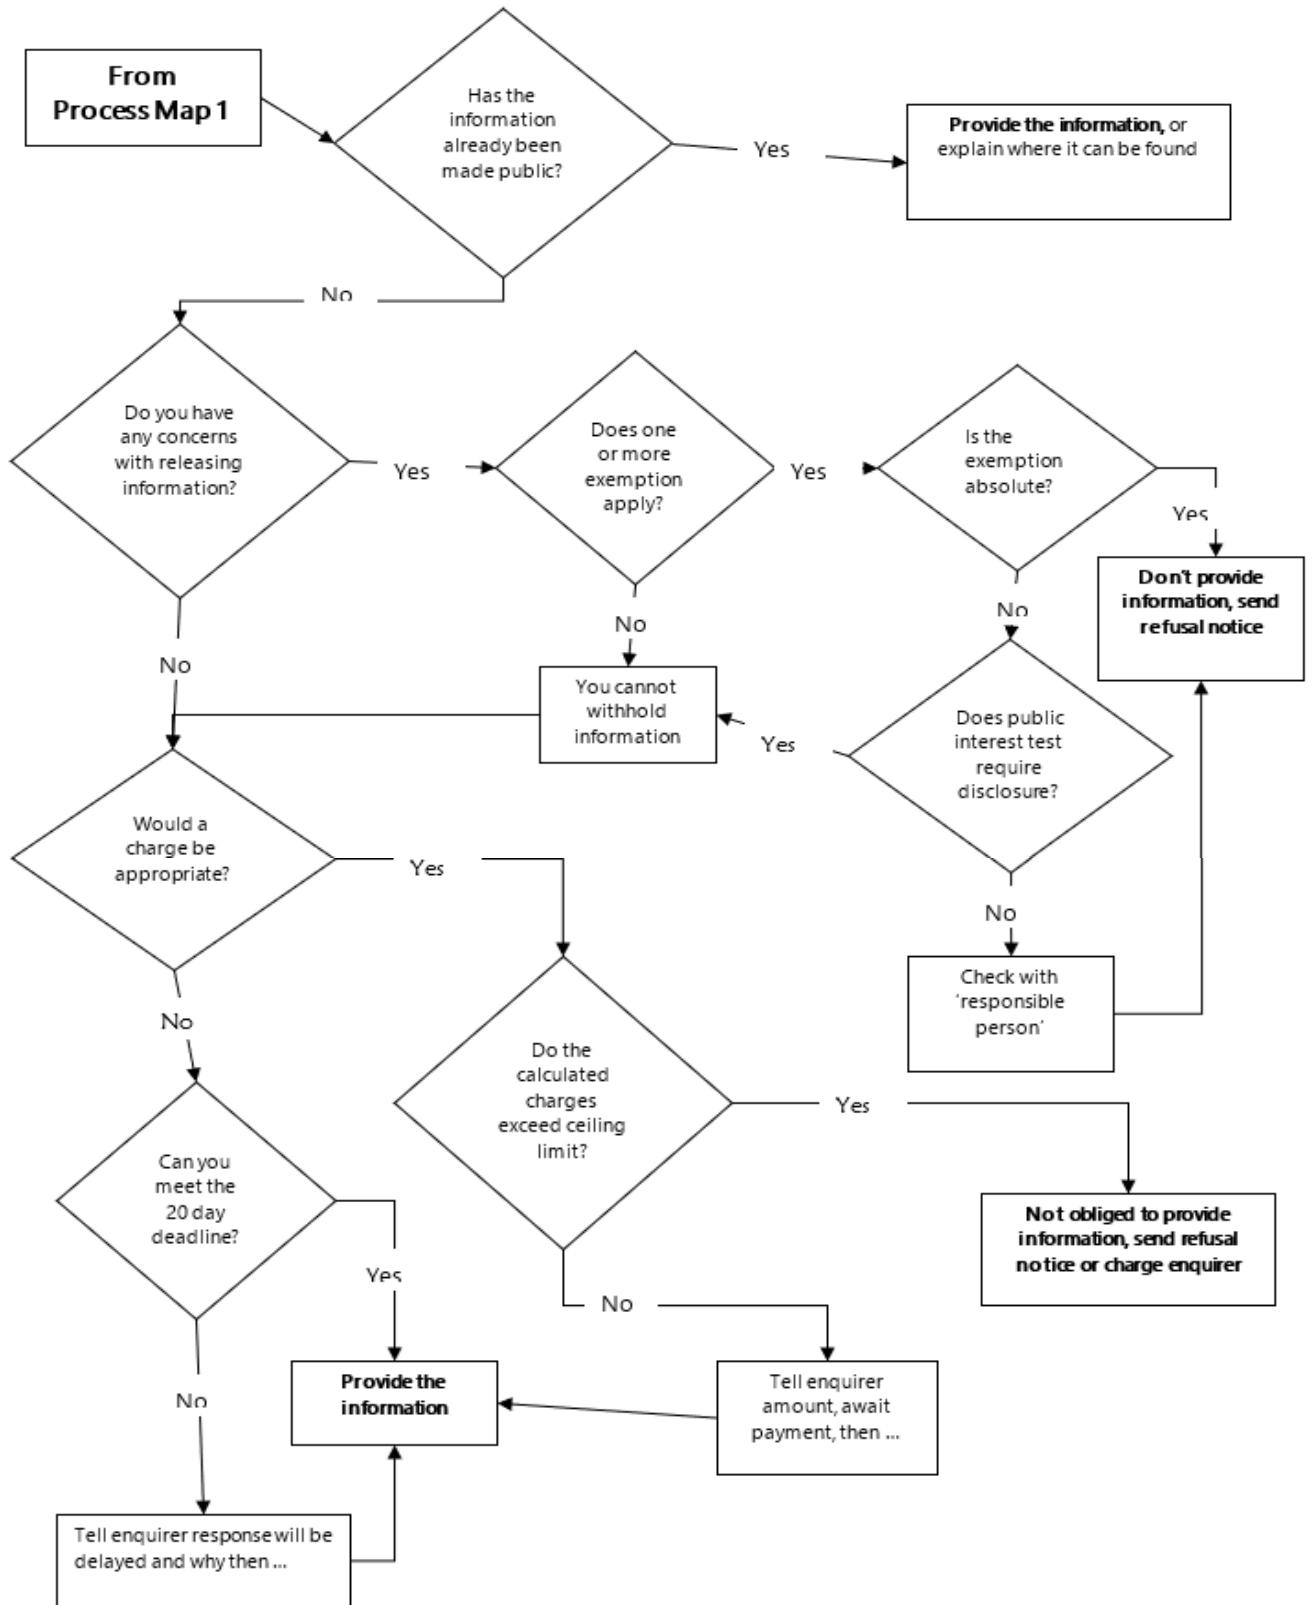 From
Process Map 1
Has the
information
already been
made public?
Yes
Provide the information, or
explain where it can be found
No
Do you have
any concerns
with releasing
information?
Yes
Does one
or more
exemption
apply?
Yes
Is the
exemption
absolute?
Yes
Don't provide
information, send
refusal notice
No
No
No
You cannot
withhold
information
Yes
Does public
interest test
require
disclosure?
Would a
charge be
appropriate?
Yes
No
Check with
‘responsible
person’
No
Do the
calculated
charges
exceed ceiling
limit?
Yes
Can you
meet the
20 day
deadline?
Not obliged to provide
information, send refusal
notice or charge enquirer
Yes
No
No
Provide the
information
Tell enquirer
amount, await
payment, then ...
Tell enquirer response will be
delayed and why then ...